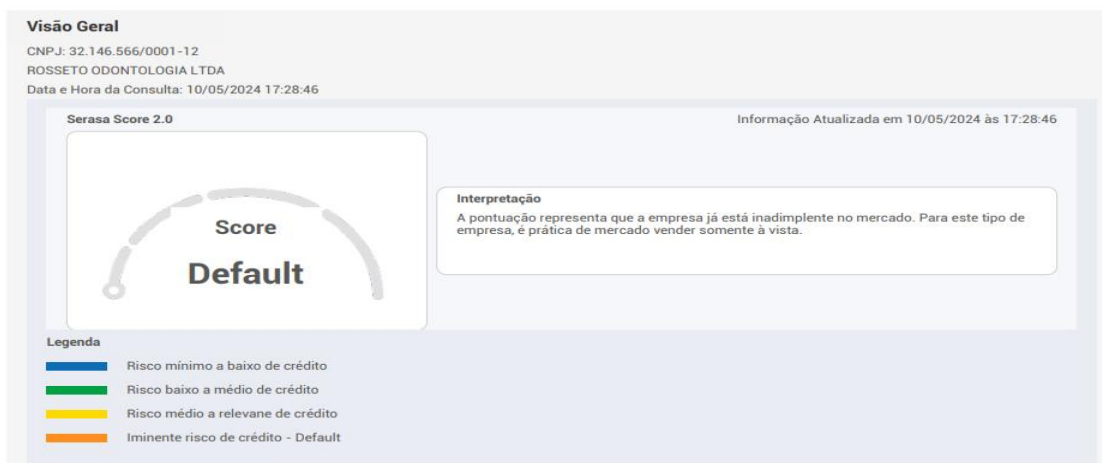 Visão Geral
CNPJ: 32.146.566/0001-12
ROSSETO ODONTOLOGIA LTDA
Data e Hora da Consulta: 10/05/2024 17:28:46
Serasa Score 2.0
Informação Atualizada em 10/05/2024 às 17:28:46
Score
Default
Interpretação
A pontuação representa que a empresa já está inadimplente no mercado. Para este tipo de
empresa, é prática de mercado vender somente à vista.
Legenda
Risco mínimo a baixo de crédito
Risco baixo a médio de crédito
Risco médio a relevane de crédito
Iminente risco de crédito - Default